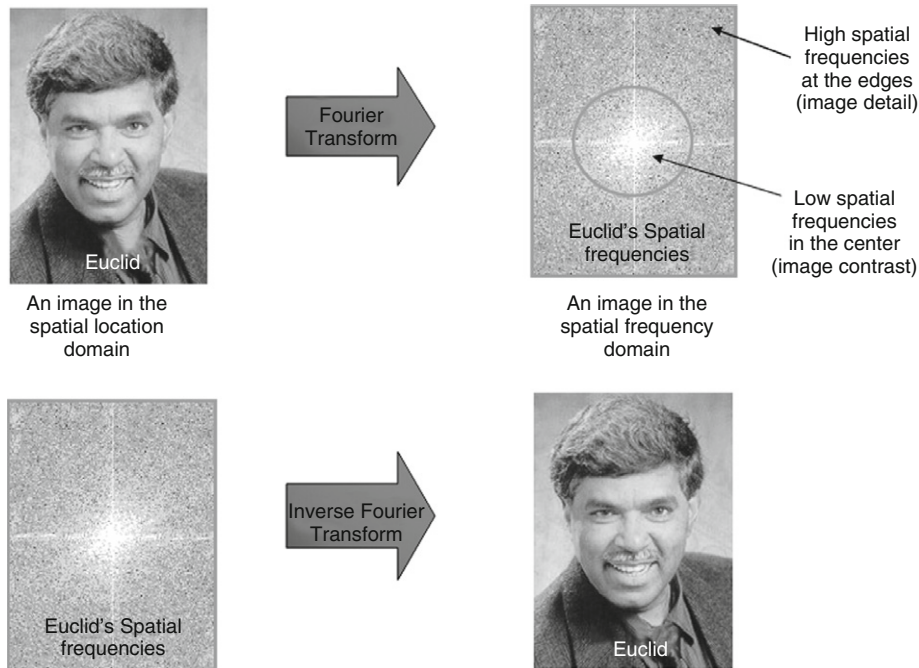 Euclid
An image in the
spatial location
domain
Fourier
Transform
Euclid's Spatial
frequencies
An image in the
spatial frequency
domain
High spatial
frequencies
at the edges
(image detail)
Low spatial
frequencies
in the center
(image contrast)
Euclid's Spatial
frequencies
Inverse Fourier
Transform
Euclid